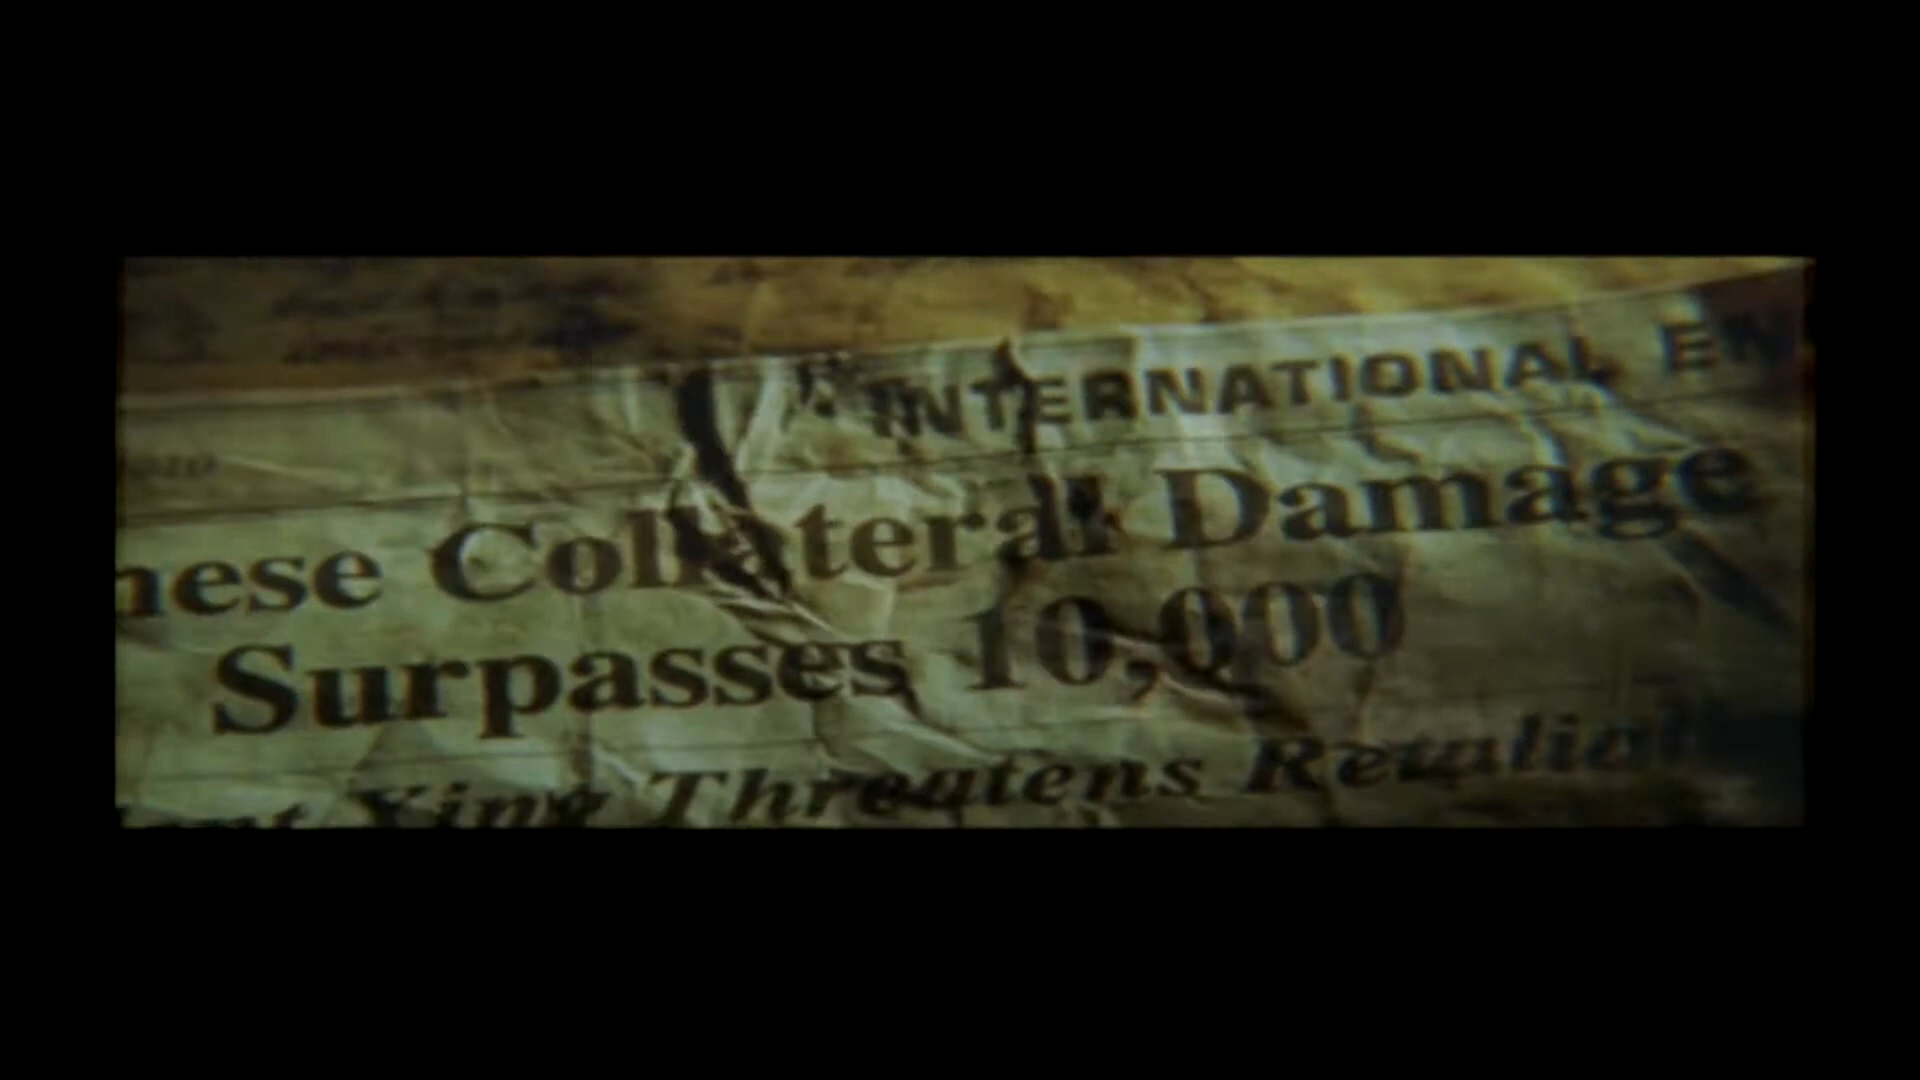 INTERNATIONAL
nese Collateral Damage
Surpasses 10,000
Threatens